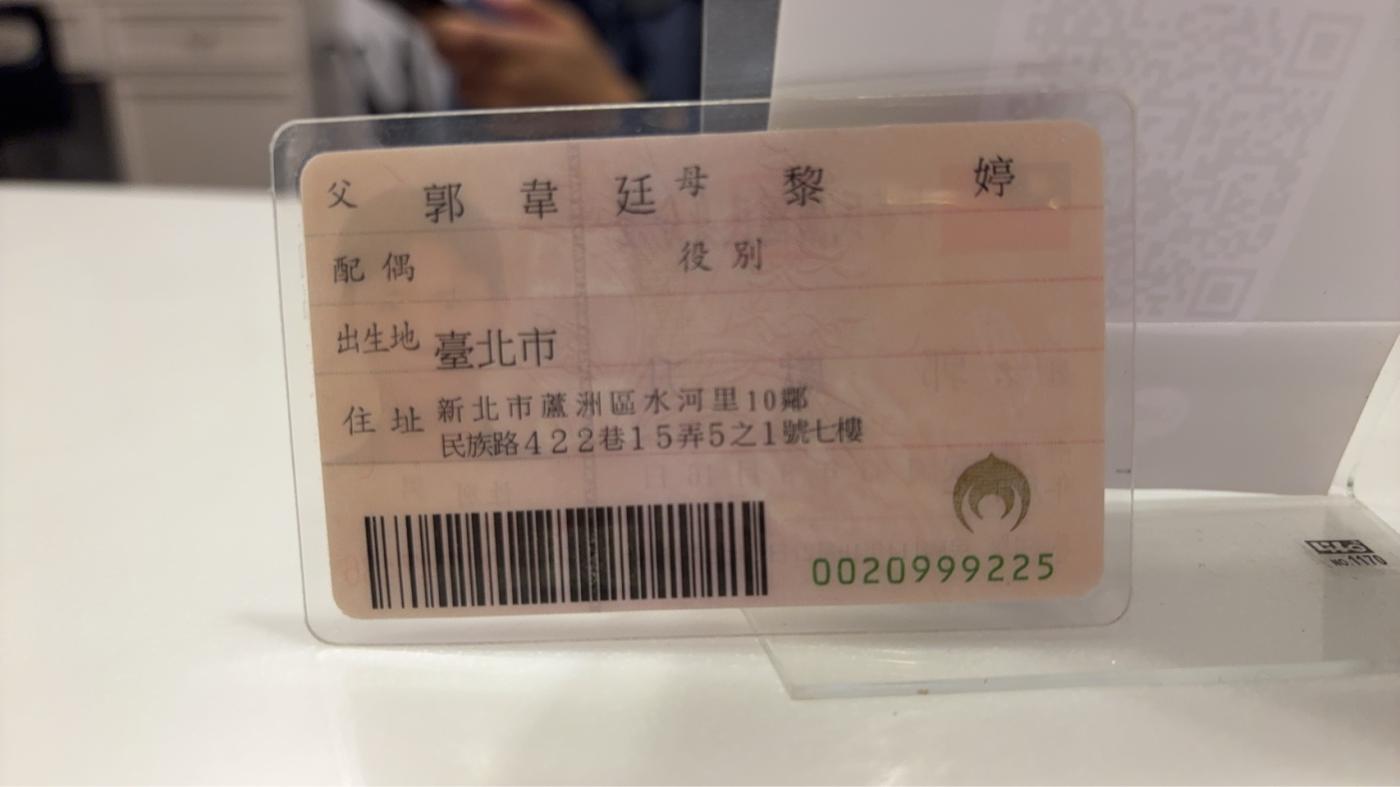 父 郭韋廷 母 黎婷
配偶 役別
出生地 臺北市
住址 新北市蘆洲區水河里10鄰
民族路422巷15弄5之1號七樓
0020999225
NO.1170